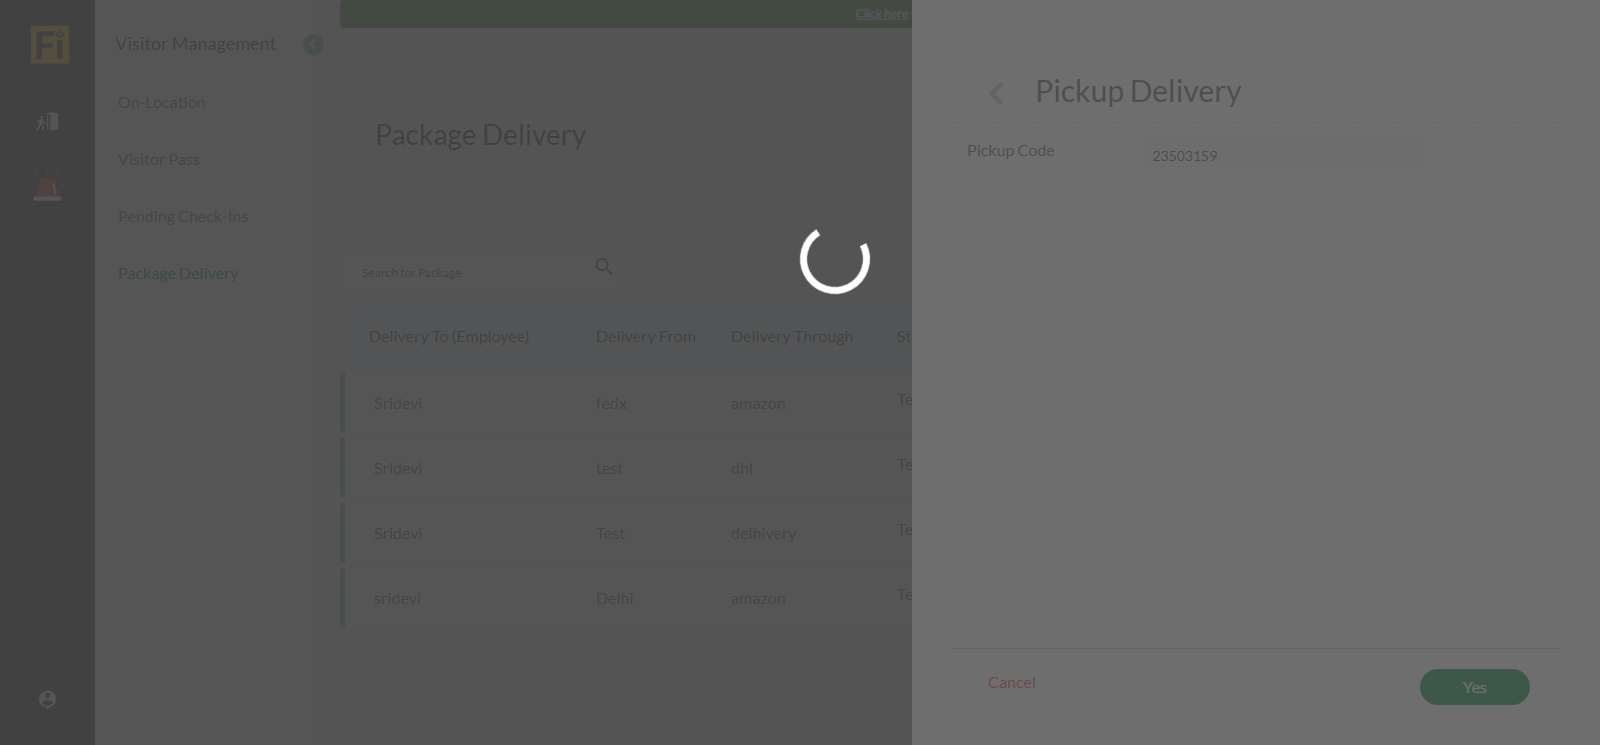 Fi
Visitor Management
On-Location
Visitor Pass
Pending Check-Ins
Package Delivery
Click here
Package Delivery
Search for Package
Delivery To (Employee) Delivery From Delivery Through St
Sridevi fedx amazon Te
Sridevi test dhl Te
Sridevi Test delhivery Te
sridevi Delhi amazon Te
Pickup Delivery
Pickup Code 23503159
Cancel Yes